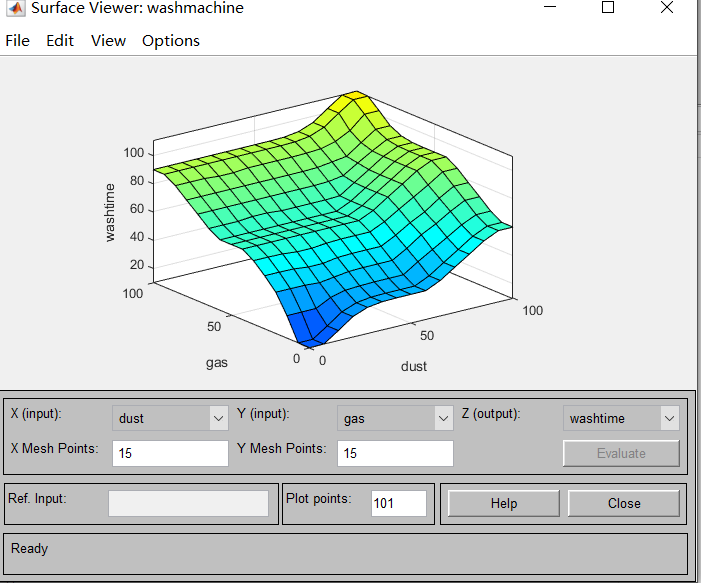 Surface Viewer: washmachine
File Edit View Options
100
80
60
40
20
washtime
100
50
0
gas
0
50
100
dust
X (input): dust Y (input): gas Z (output): washtime
X Mesh Points: 15 Y Mesh Points: 15 Evaluate
Ref. Input: Plot points: 101 Help Close
Ready